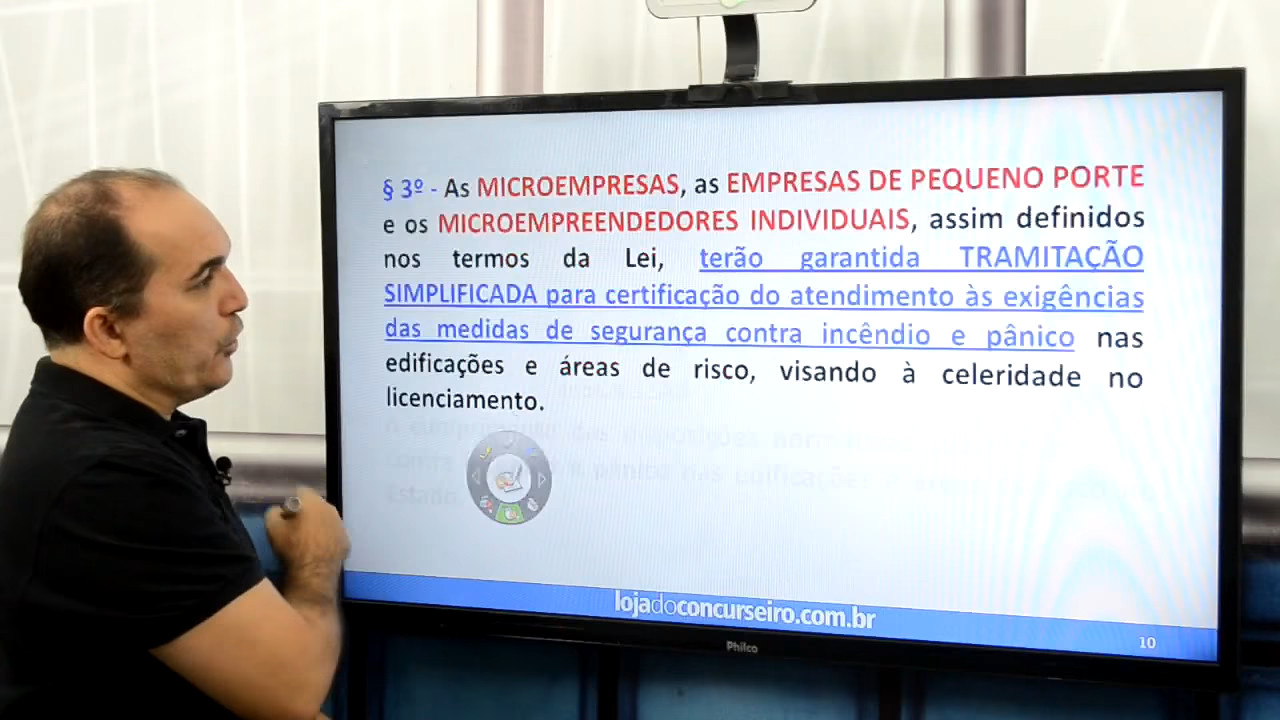 § 3º - As MICROEMPRESAS, as EMPRESAS DE PEQUENO PORTE
e os MICROEMPREENDEDORES INDIVIDUAIS, assim definidos
nos termos da Lei, terão garantida TRAMITAÇÃO
SIMPLIFICADA para certificação do atendimento às exigências
das medidas de segurança contra incêndio e pânico nas
edificações e áreas de risco, visando à celeridade no
licenciamento.
lojadoconcurseiro.com.br
10
Philco